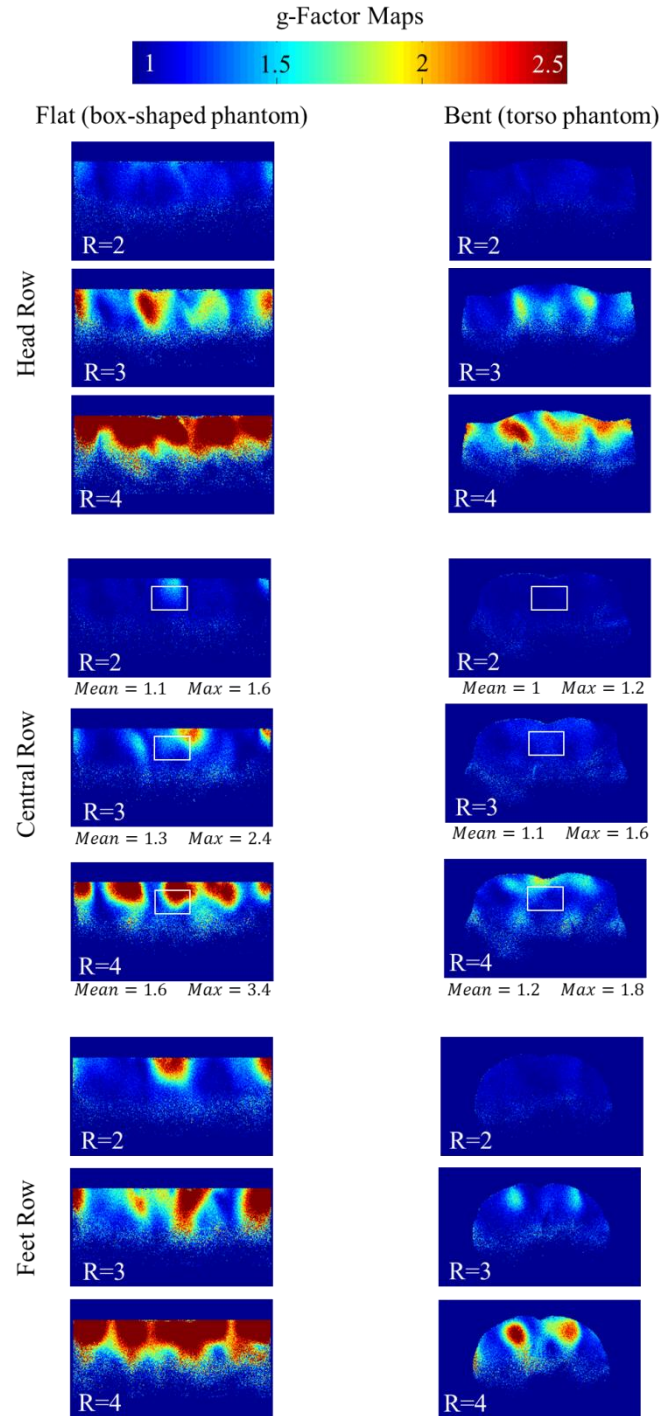 g-Factor Maps
1 1.5 2 2.5
Flat (box-shaped phantom) Bent (torso phantom)
Head Row
R=2 R=2
R=3 R=3
R=4 R=4
Central Row
R=2 R=2
Mean = 1.1 Max = 1.6 Mean = 1 Max = 1.2
R=3 R=3
Mean = 1.3 Max = 2.4 Mean = 1.1 Max = 1.6
R=4 R=4
Mean = 1.6 Max = 3.4 Mean = 1.2 Max = 1.8
Feet Row
R=2 R=2
R=3 R=3
R=4 R=4